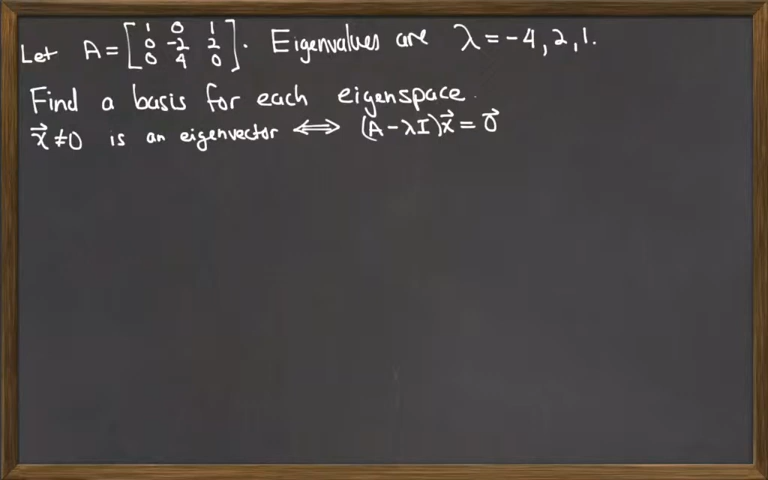 Let A = [1 0 1; 0 -2 2; 0 4 0]. Eigenvalues are λ = -4, 2, 1.
Find a basis for each eigenspace.
x⃗ ≠ 0 is an eigenvector ⟺ (A - λI)x⃗ = 0⃗